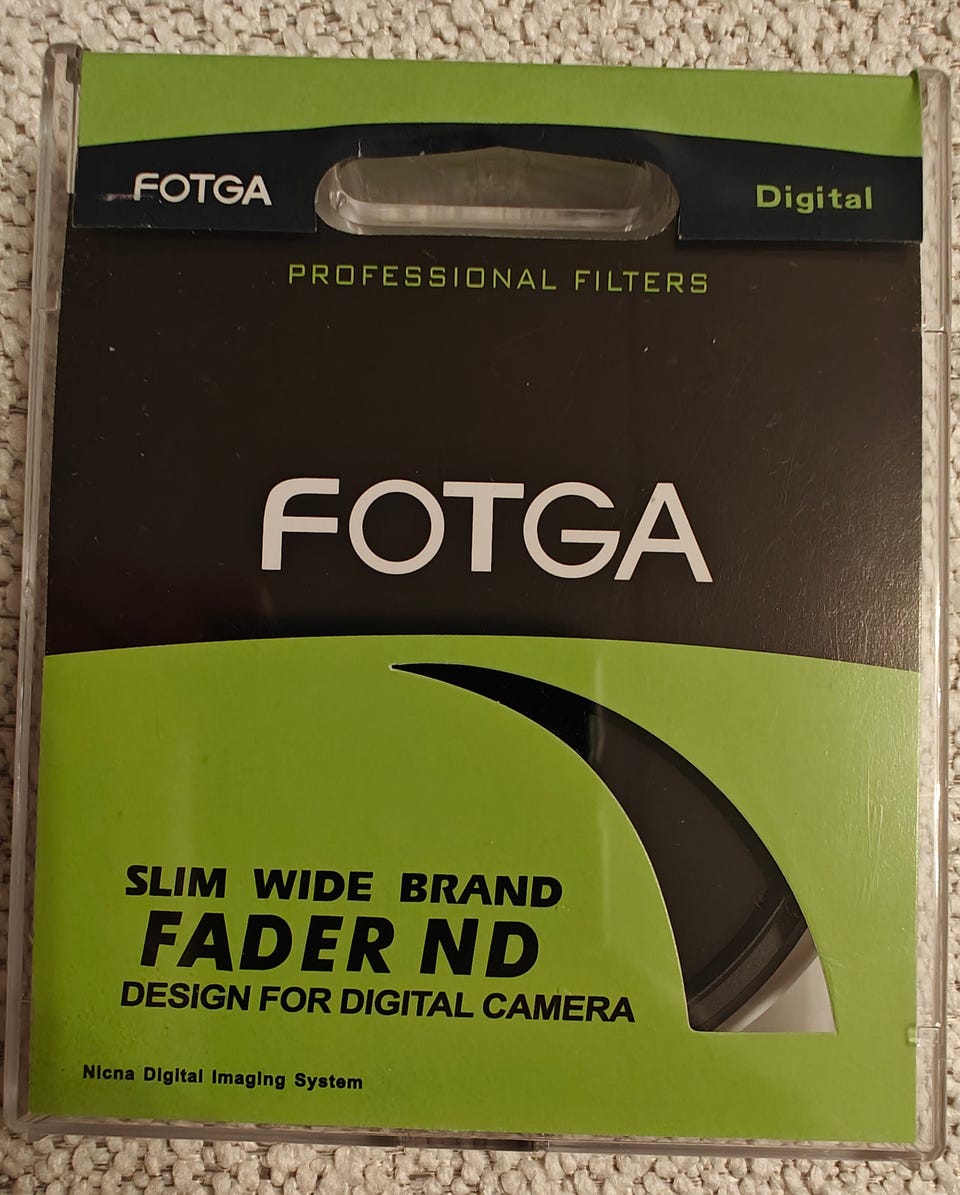 FOTGA
Digital
PROFESSIONAL FILTERS
FOTGA
SLIM WIDE BRAND
FADER ND
DESIGN FOR DIGITAL CAMERA
Nicna Digital Imaging System